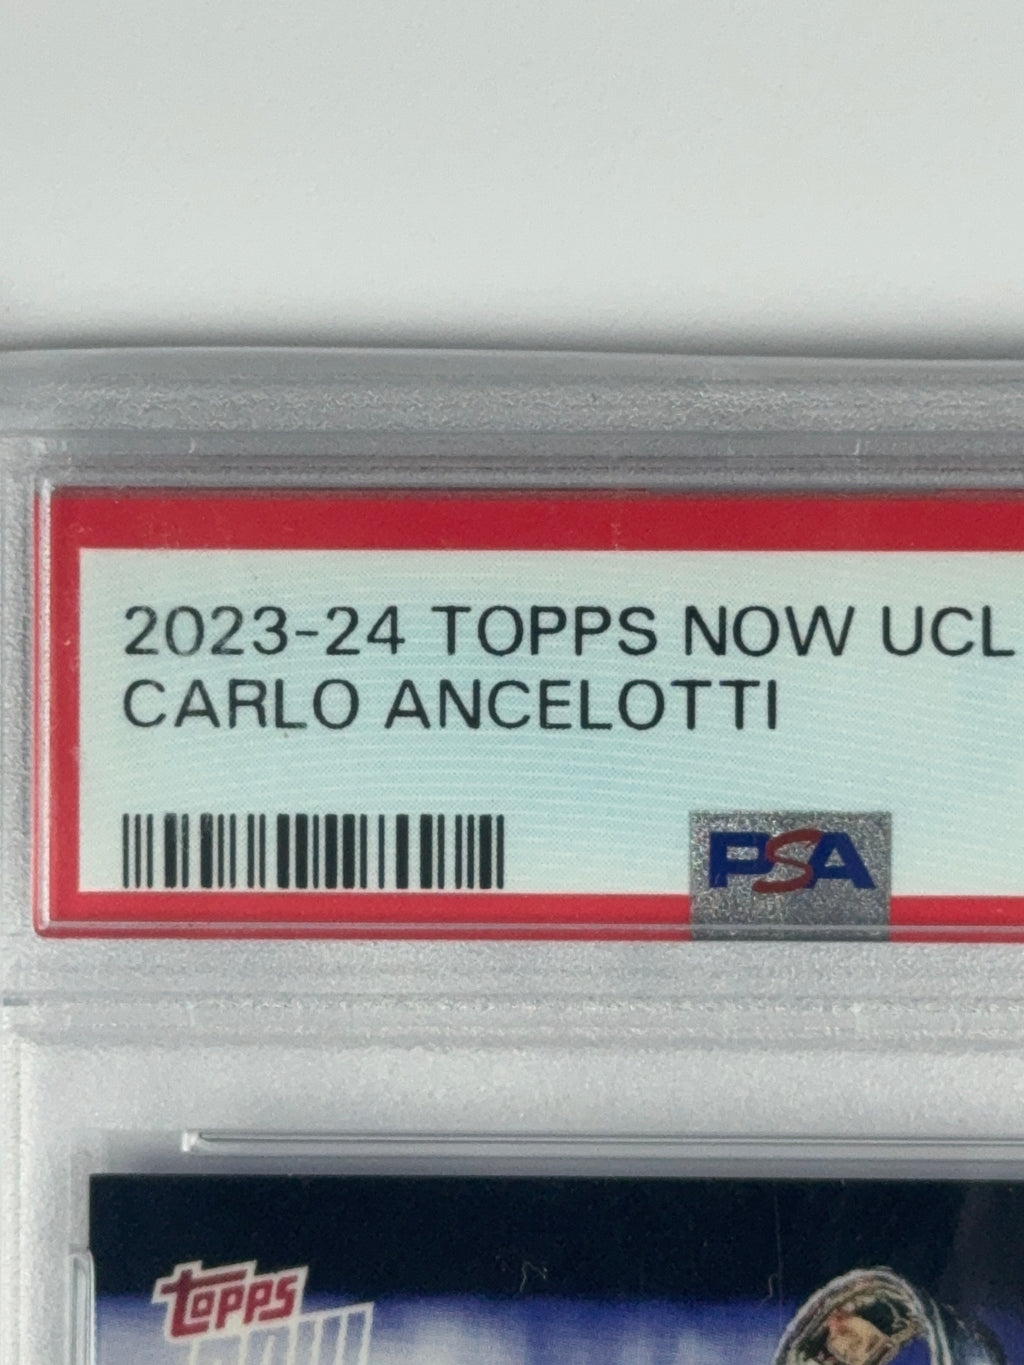 2023-24 TOPPS NOW UCL
CARLO ANCELOTTI
PSA
TOPPS